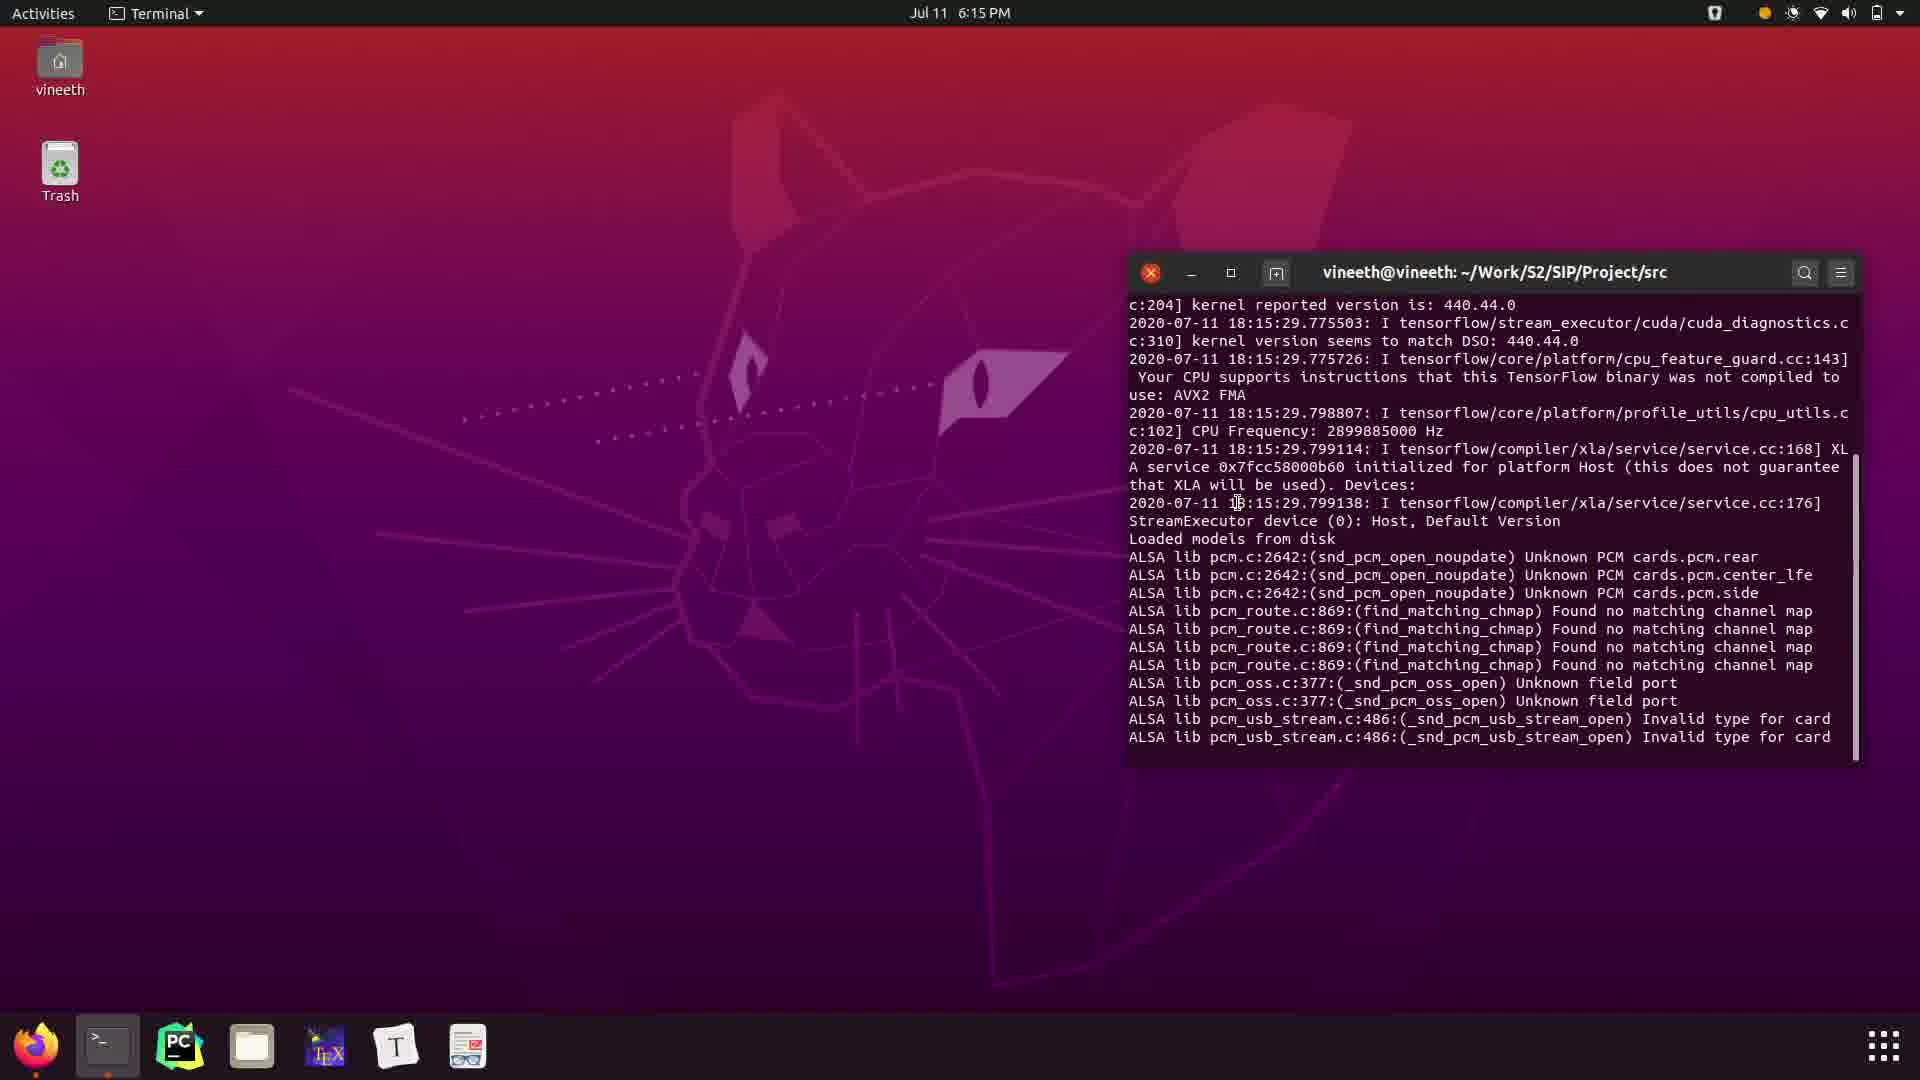 Activities
Terminal
Jul 11 6:15 PM
vineeth
Trash
vineeth@vineeth: ~/Work/S2/SIP/Project/src
c:204] kernel reported version is: 440.44.0
2020-07-11 18:15:29.775503: I tensorflow/stream_executor/cuda/cuda_diagnostics.c
c:310] kernel version seems to match DSO: 440.44.0
2020-07-11 18:15:29.775726: I tensorflow/core/platform/cpu_feature_guard.cc:143]
Your CPU supports instructions that this TensorFlow binary was not compiled to
use: AVX2 FMA
2020-07-11 18:15:29.798807: I tensorflow/core/platform/profile_utils/cpu_utils.c
c:102] CPU Frequency: 2899885000 Hz
2020-07-11 18:15:29.799114: I tensorflow/compiler/xla/service/service.cc:168] XL
A service 0x7fcc58000b60 initialized for platform Host (this does not guarantee
that XLA will be used). Devices:
2020-07-11 18:15:29.799138: I tensorflow/compiler/xla/service/service.cc:176]
StreamExecutor device (0): Host, Default Version
Loaded models from disk
ALSA lib pcm.c:2642:(snd_pcm_open_noupdate) Unknown PCM cards.pcm.rear
ALSA lib pcm.c:2642:(snd_pcm_open_noupdate) Unknown PCM cards.pcm.center_lfe
ALSA lib pcm.c:2642:(snd_pcm_open_noupdate) Unknown PCM cards.pcm.side
ALSA lib pcm_route.c:869:(find_matching_chmap) Found no matching channel map
ALSA lib pcm_route.c:869:(find_matching_chmap) Found no matching channel map
ALSA lib pcm_route.c:869:(find_matching_chmap) Found no matching channel map
ALSA lib pcm_route.c:869:(find_matching_chmap) Found no matching channel map
ALSA lib pcm_oss.c:377:(_snd_pcm_oss_open) Unknown field port
ALSA lib pcm_oss.c:377:(_snd_pcm_oss_open) Unknown field port
ALSA lib pcm_usb_stream.c:486:(_snd_pcm_usb_stream_open) Invalid type for card
ALSA lib pcm_usb_stream.c:486:(_snd_pcm_usb_stream_open) Invalid type for card
>_
PC
TEX
T